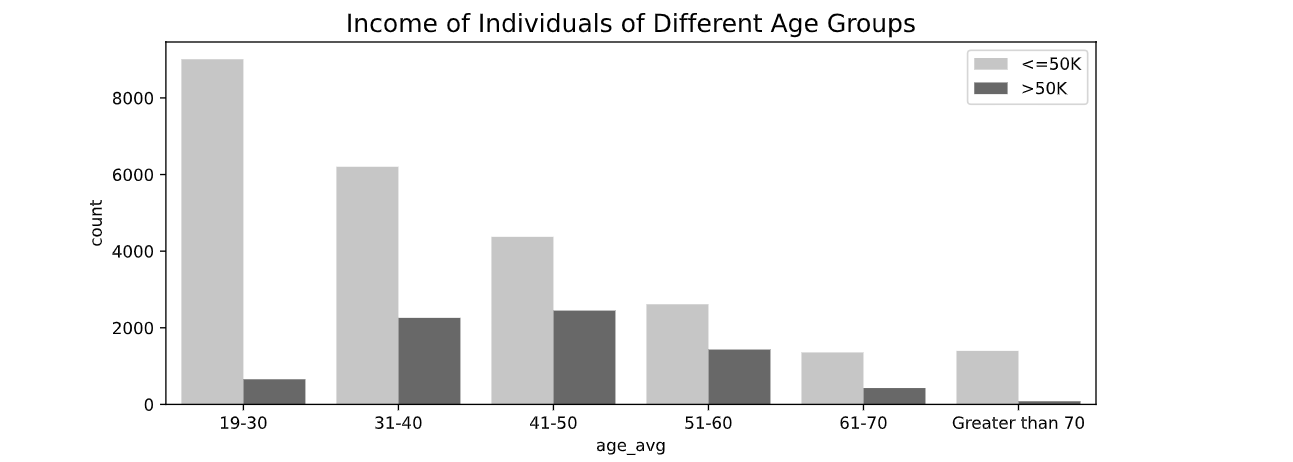 Income of Individuals of Different Age Groups
<=50K
>50K
8000
6000
4000
2000
0
count
19-30 31-40 41-50 51-60 61-70 Greater than 70
age_avg